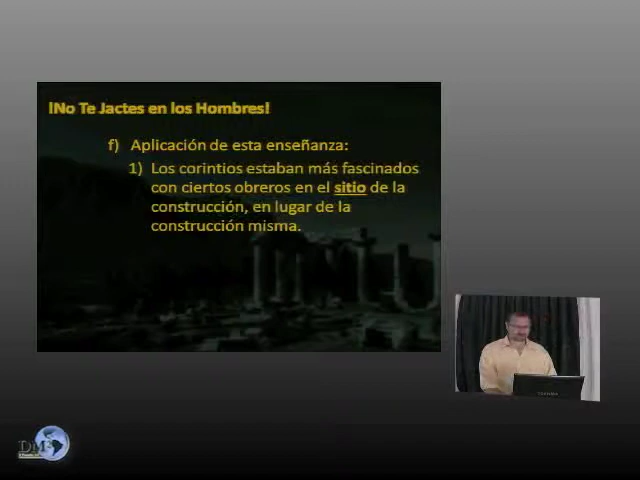 !No Te Jactes en los Hombres!
f) Aplicación de esta enseñanza:
1) Los corintios estaban más fascinados
con ciertos obreros en el sitio de la
construcción, en lugar de la
construcción misma.